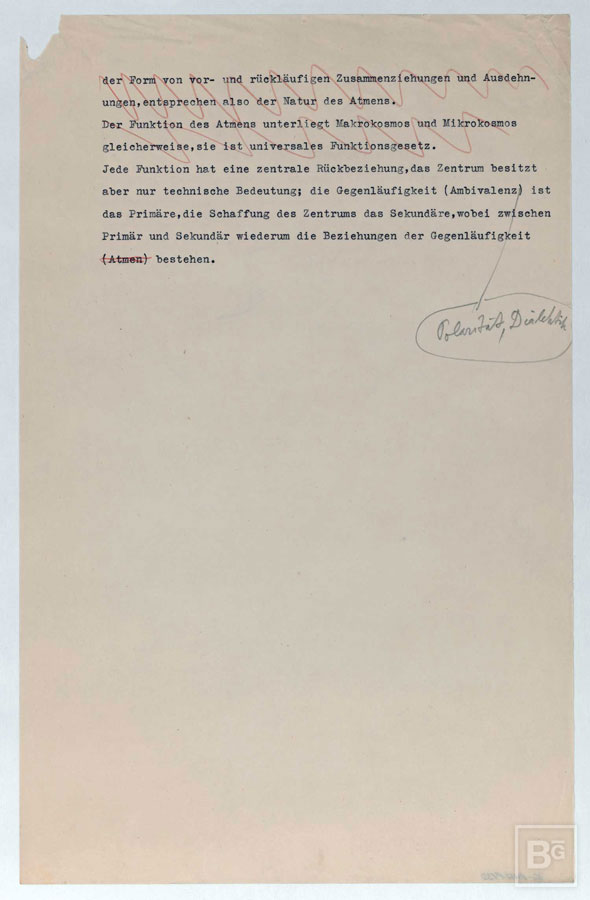 der Form von vor- und rückläufigen Zusammenziehungen und Ausdehn-
ungen,entsprechen also der Natur des Atmens.
Der Funktion des Atmens unterliegt Makrokosmos und Mikrokosmos
gleicherweise,sie ist universales Funktionsgesetz.
Jede Funktion hat eine zentrale Rückbeziehung,das Zentrum besitzt
aber nur technische Bedeutung; die Gegenläufigkeit (Ambivalenz) ist
das Primäre,die Schaffung des Zentrums das Sekundäre,wobei zwischen
Primär und Sekundär wiederum die Beziehungen der Gegenläufigkeit
(Atmen) bestehen.
Polarität, Dialektik
BG